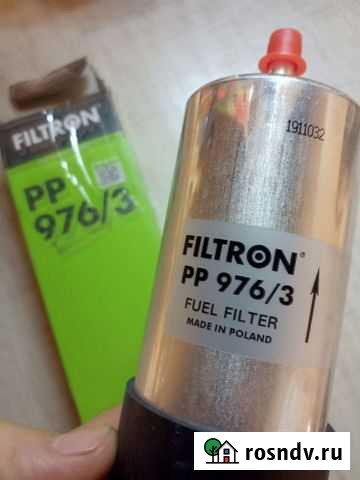 FILTRON
PP
976/3
1911032
FILTRON®
PP 976/3
FUEL FILTER
MADE IN POLAND
rosndv.ru